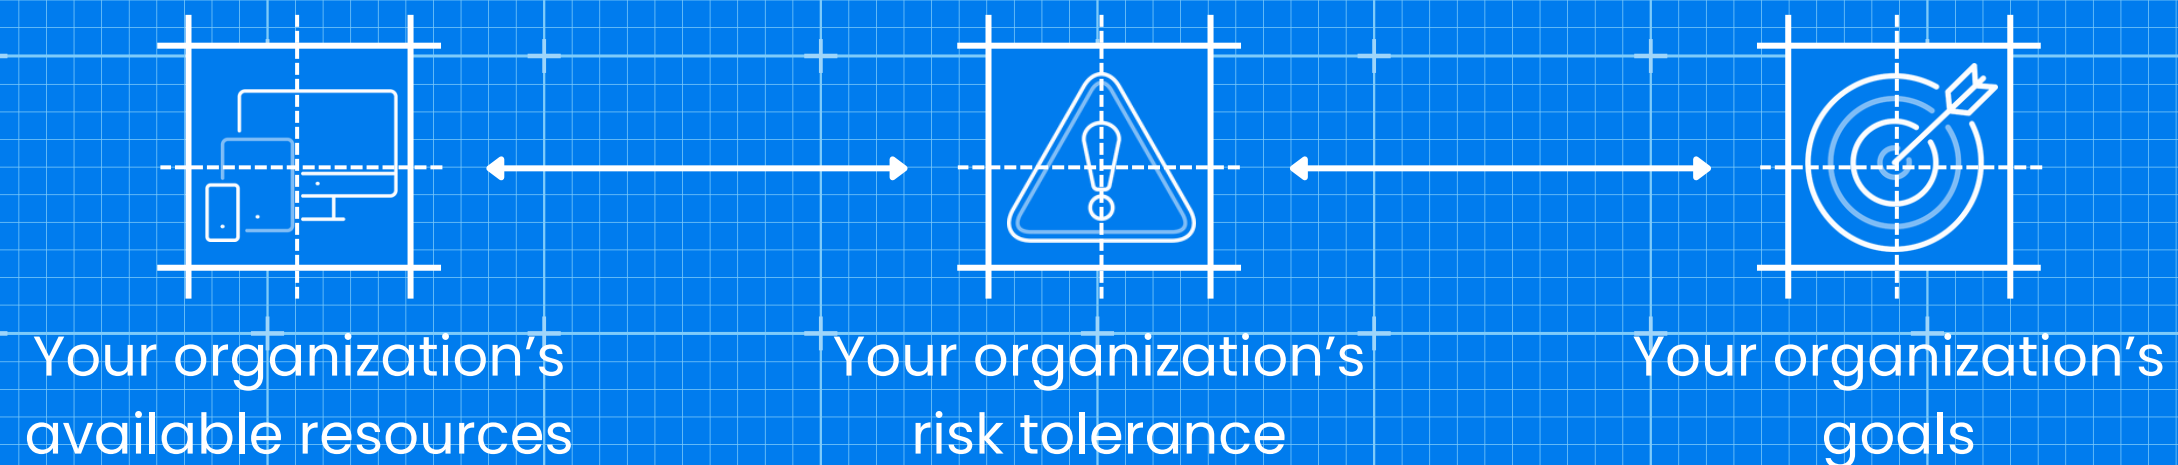 Your organization’s
available resources
Your organization’s
risk tolerance
Your organization’s
goals